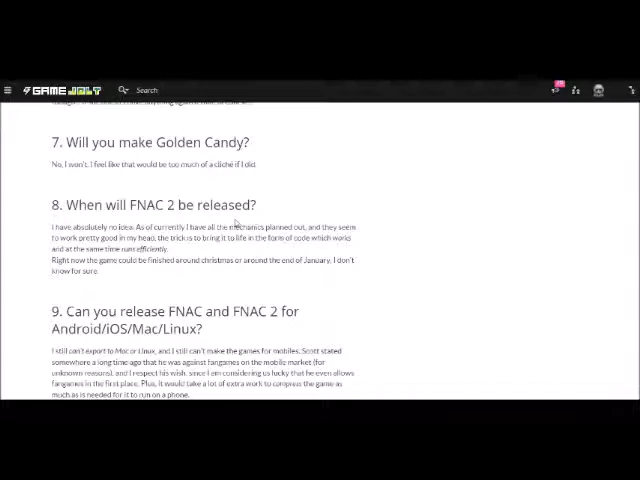 GAMEJOLT
Search
7. Will you make Golden Candy?
No, I won't. I feel like that would be too much of a cliché if I did.
8. When will FNAC 2 be released?
I have absolutely no idea. As of currently I have all the mechanics planned out, and they seem
to work pretty good in my head, the trick is to bring it to life in the form of code which works
and at the same time runs efficiently.
Right now the game could be finished around christmas or around the end of January, I don't
know for sure.
9. Can you release FNAC and FNAC 2 for
Android/iOS/Mac/Linux?
I still can't export to Mac or Linux, and I still can't make the games for mobiles. Scott stated
somewhere a long time ago that he was against fangames on the mobile market (for
unknown reasons), and I respect his wish, since I am considering us lucky that he even allows
fangames in the first place. Plus, it would take a lot of extra work to compress the game as
much as is needed for it to run on a phone.